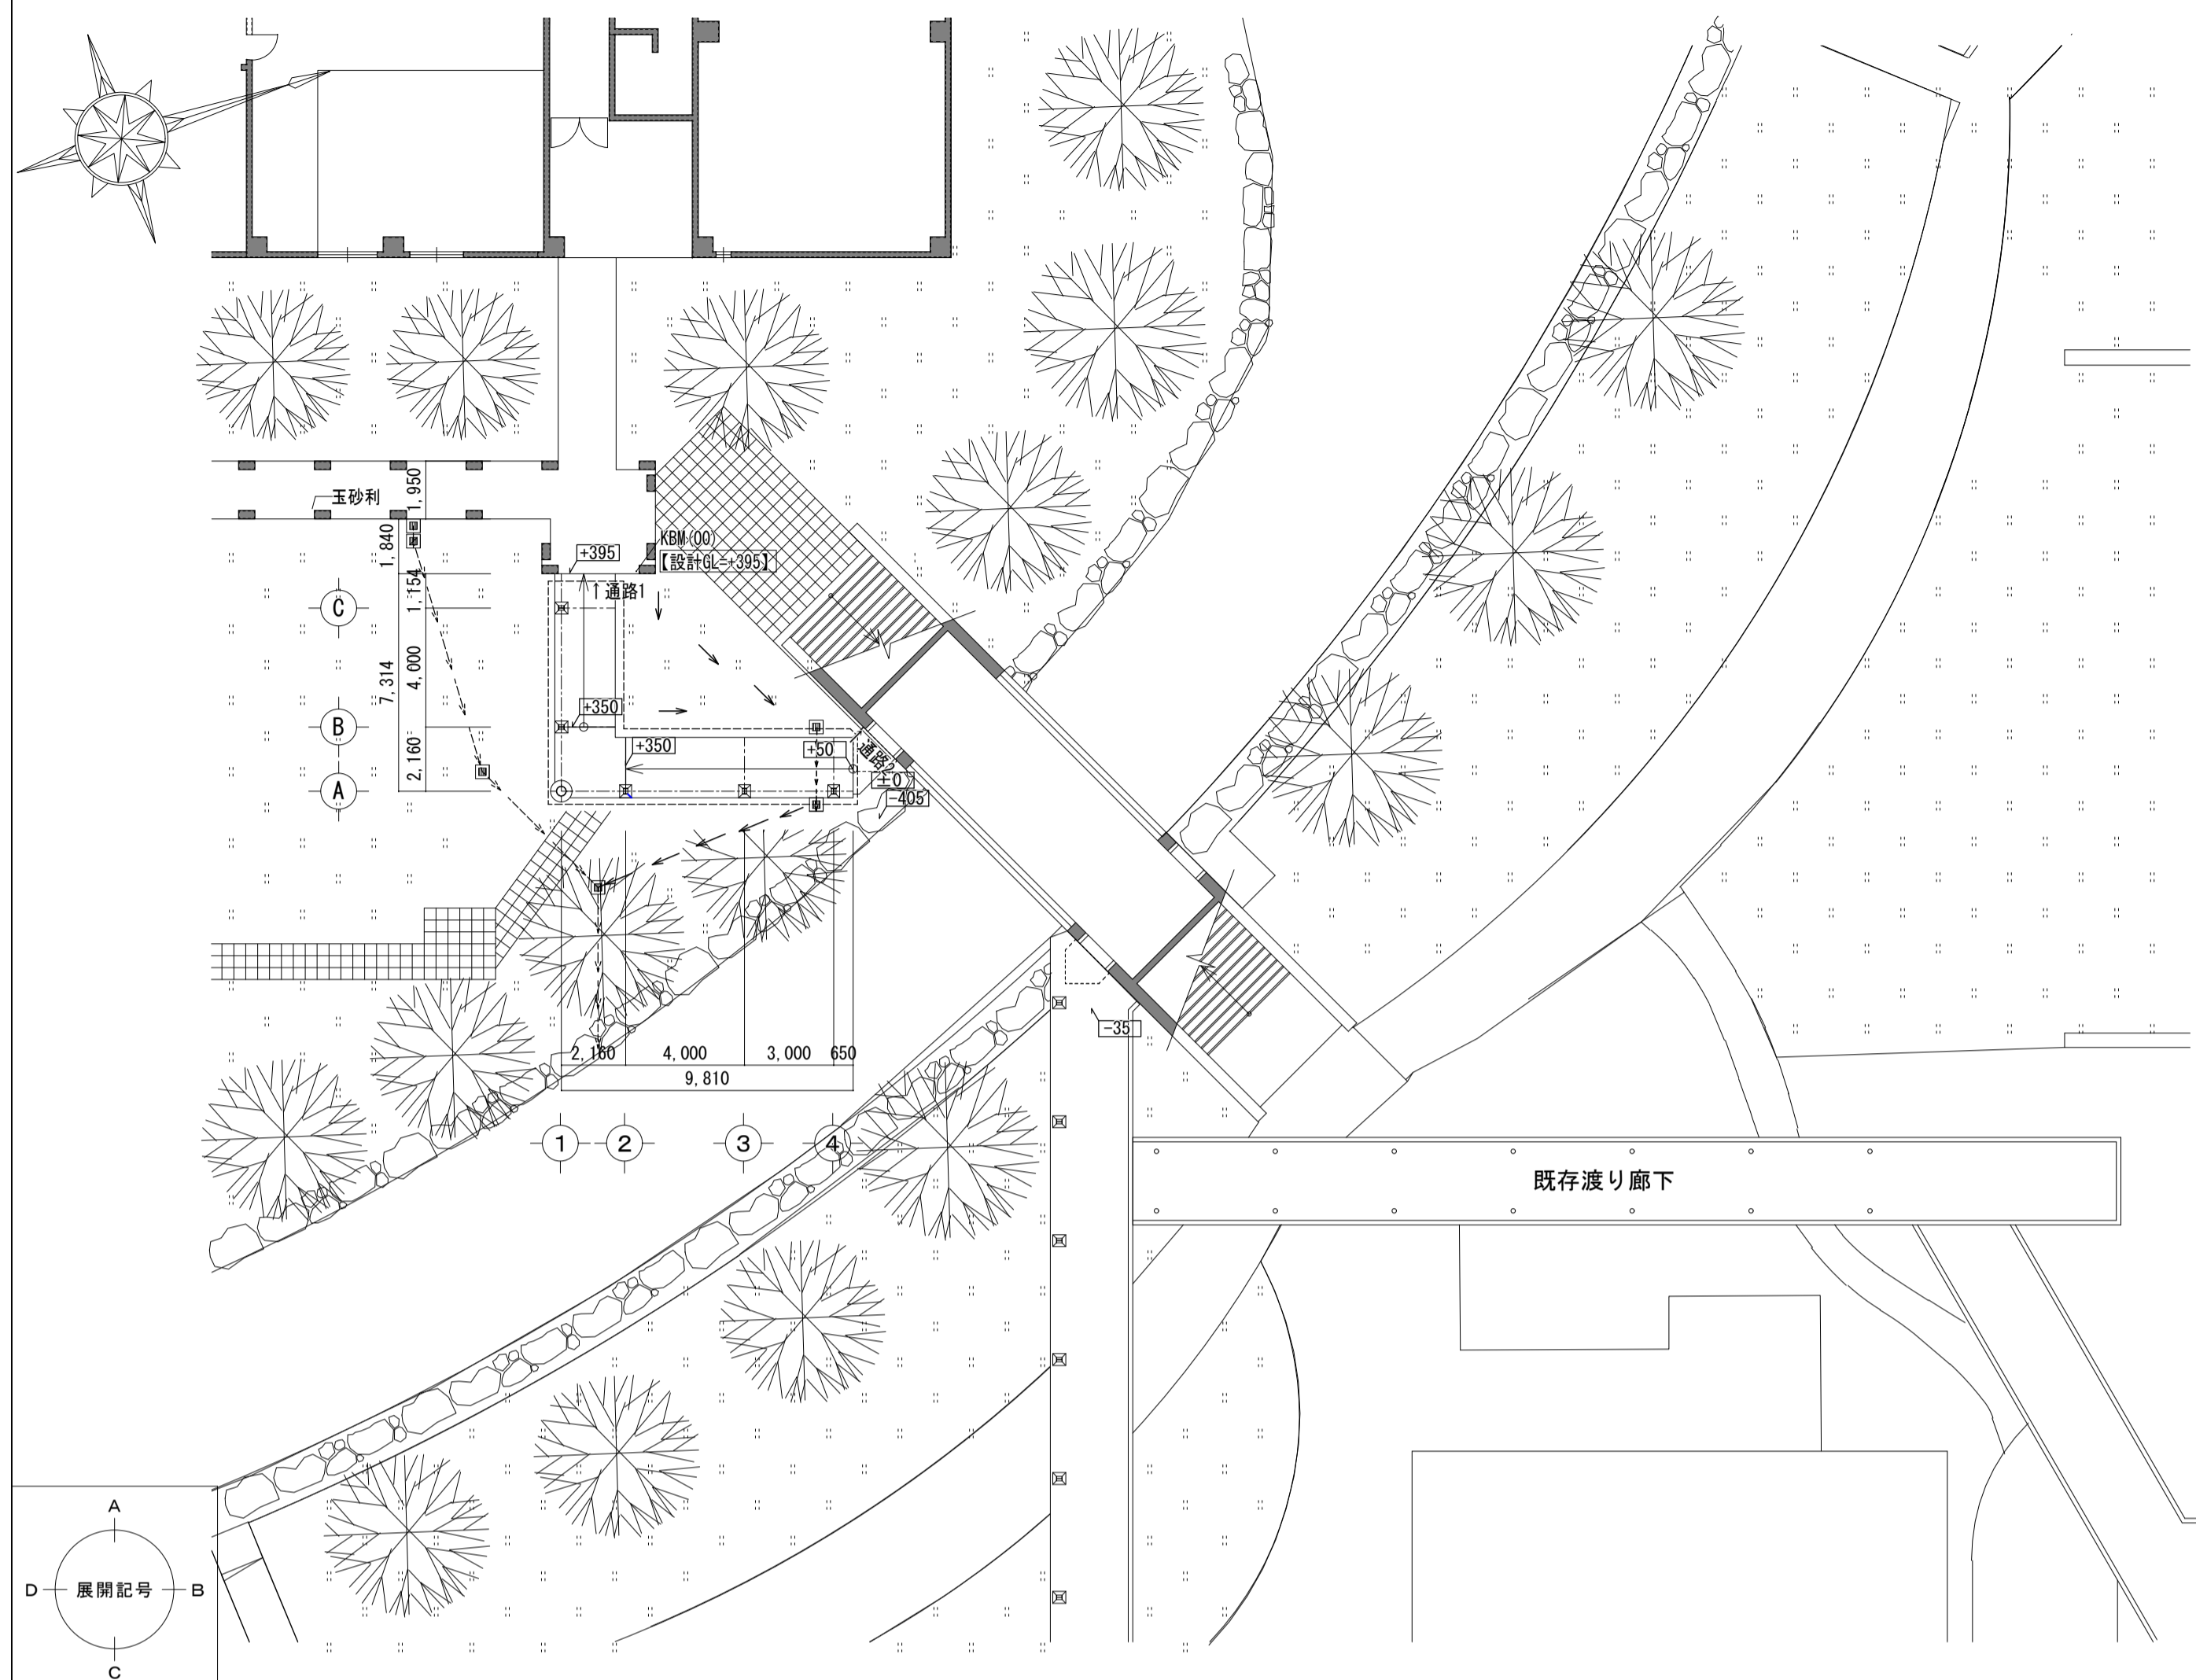 1,950
玉砂利
1,840
KBM(00)
+395
【設計GL=+395】
↑通路1
1,154
C
4,000
7,314
+350
B
+350
+50
通路2
2,160
±0
A
-405
-35
2,160
4,000
3,000
650
9,810
1
2
3
4
既存渡り廊下
A
D
展開記号
B
C